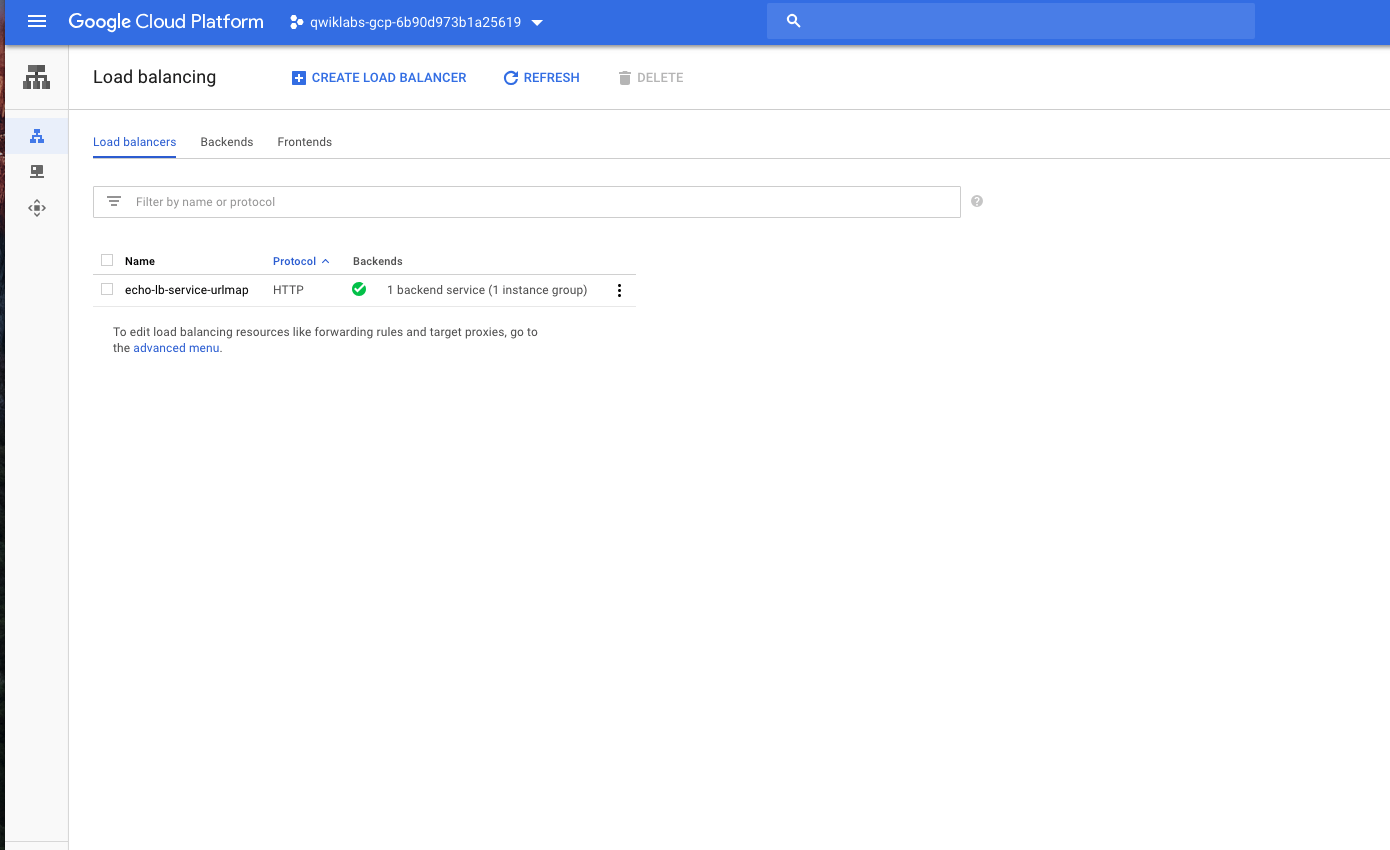 Google Cloud Platform qwiklabs-gcp-6b90d973b1a25619
Load balancing CREATE LOAD BALANCER REFRESH DELETE
Load balancers Backends Frontends
Filter by name or protocol ?
Name Protocol Backends
echo-lb-service-urlmap HTTP 1 backend service (1 instance group)
To edit load balancing resources like forwarding rules and target proxies, go to
the advanced menu.